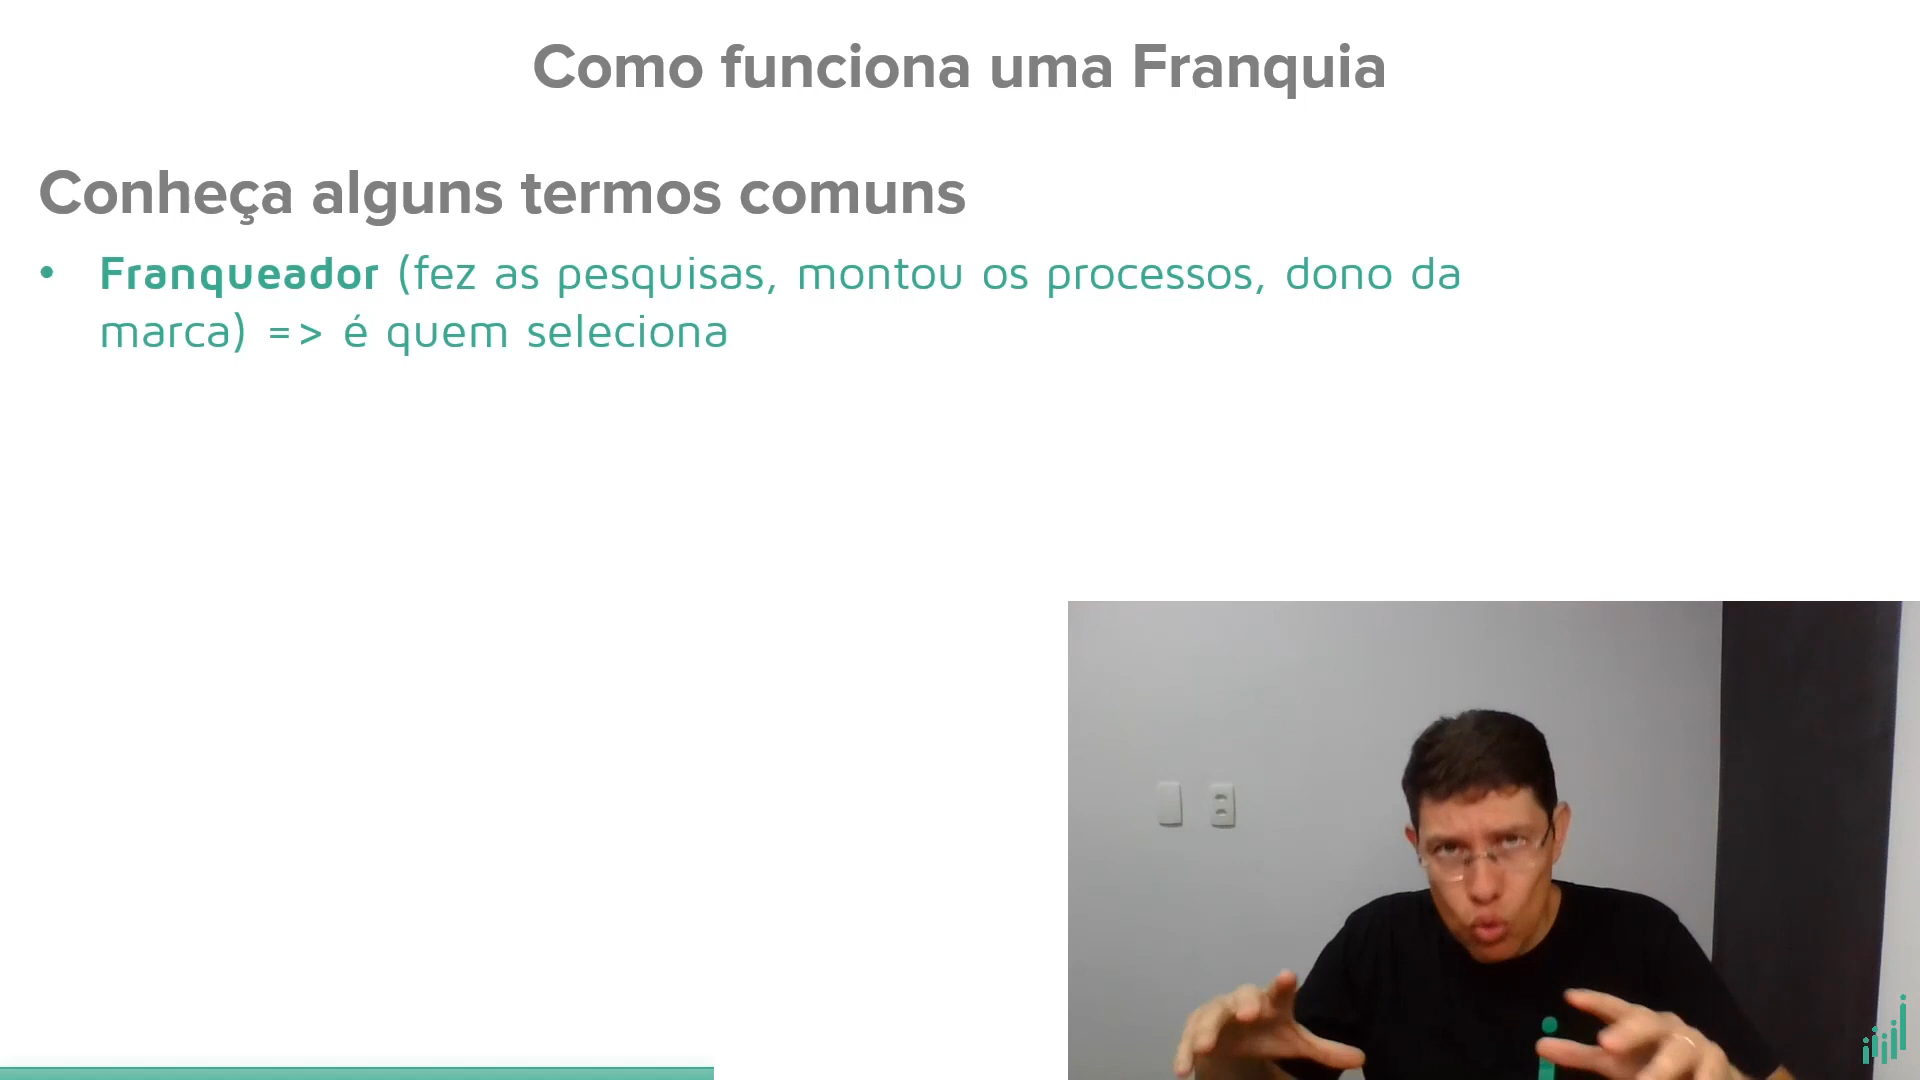 Como funciona uma Franquia
Conheça alguns termos comuns
• Franqueador (fez as pesquisas, montou os processos, dono da
marca) => é quem seleciona